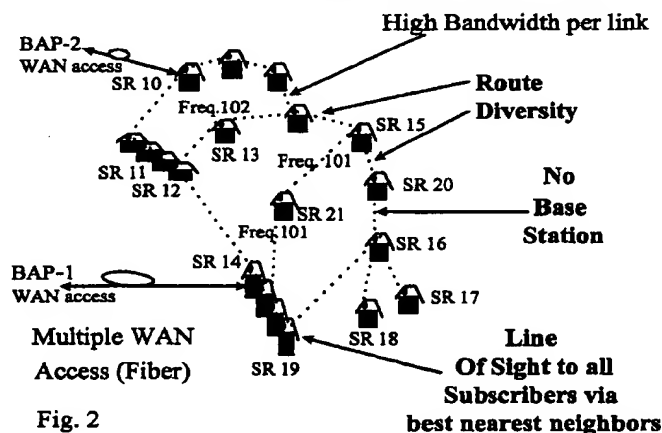 High Bandwidth per link
BAP-2
WAN access
SR 10
Route
Diversity
Freq.102
SR 13
SR 15
Freq. 101
SR 11
SR 12
SR 20
No
Base
Station
SR 21
Freq.101
SR 16
SR 14
BAP-1
WAN access
SR 17
SR 18
Multiple WAN
Access (Fiber)
SR 19
Line
Of Sight to all
Subscribers via
best nearest neighbors
Fig. 2